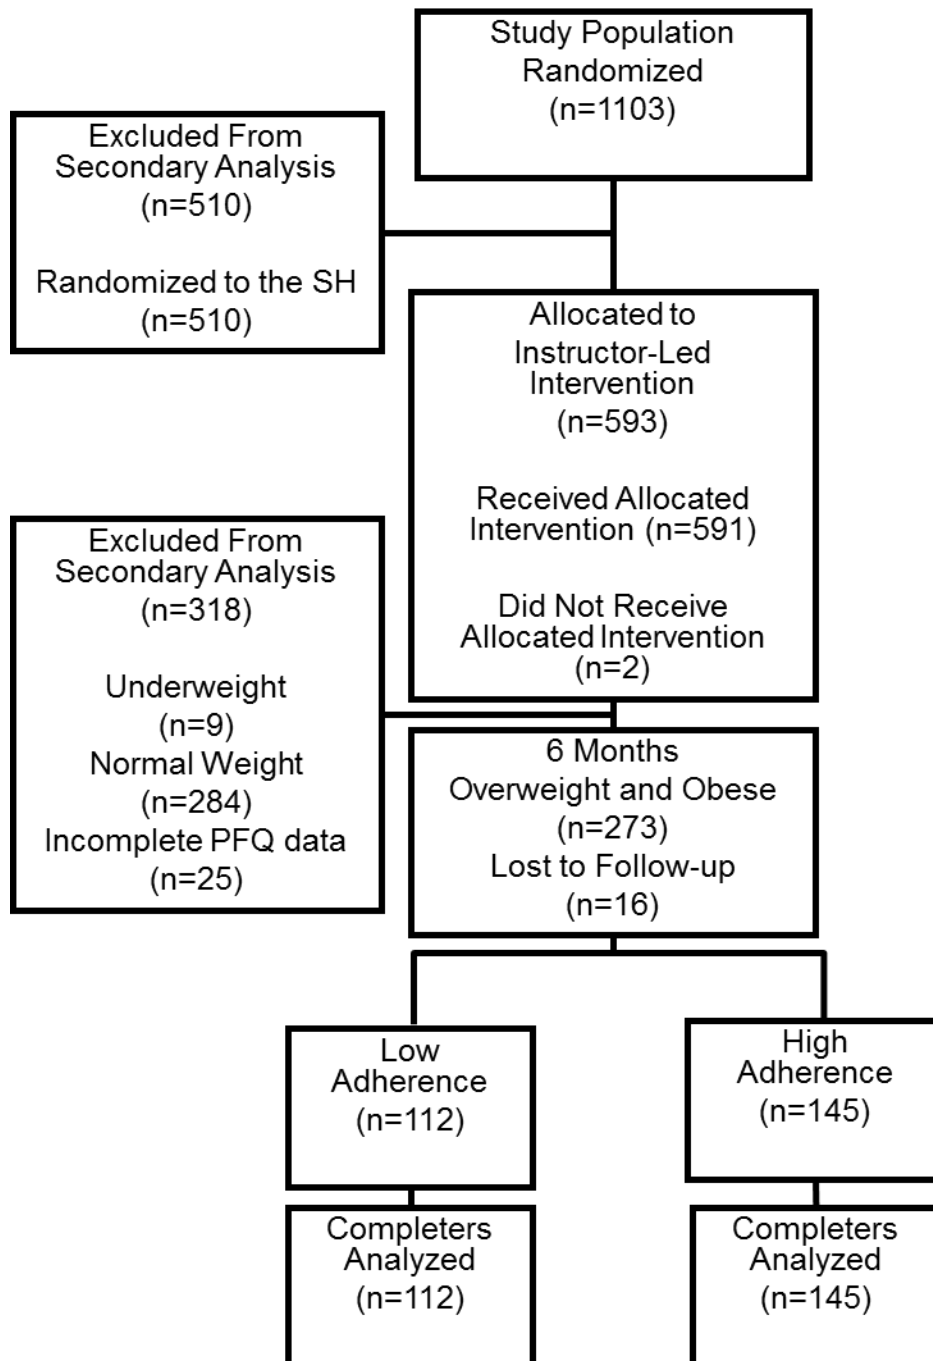 Study Population
Randomized
(n=1103)
Excluded From
Secondary Analysis
(n=510)
Randomized to the SH
(n=510)
Allocated to
Instructor-Led
Intervention
(n=593)
Received Allocated
Intervention (n=591)
Did Not Receive
Allocated Intervention
(n=2)
Excluded From
Secondary Analysis
(n=318)
Underweight
(n=9)
Normal Weight
(n=284)
Incomplete PFQ data
(n=25)
6 Months
Overweight and Obese
(n=273)
Lost to Follow-up
(n=16)
Low
Adherence
(n=112)
High
Adherence
(n=145)
Completers
Analyzed
(n=112)
Completers
Analyzed
(n=145)